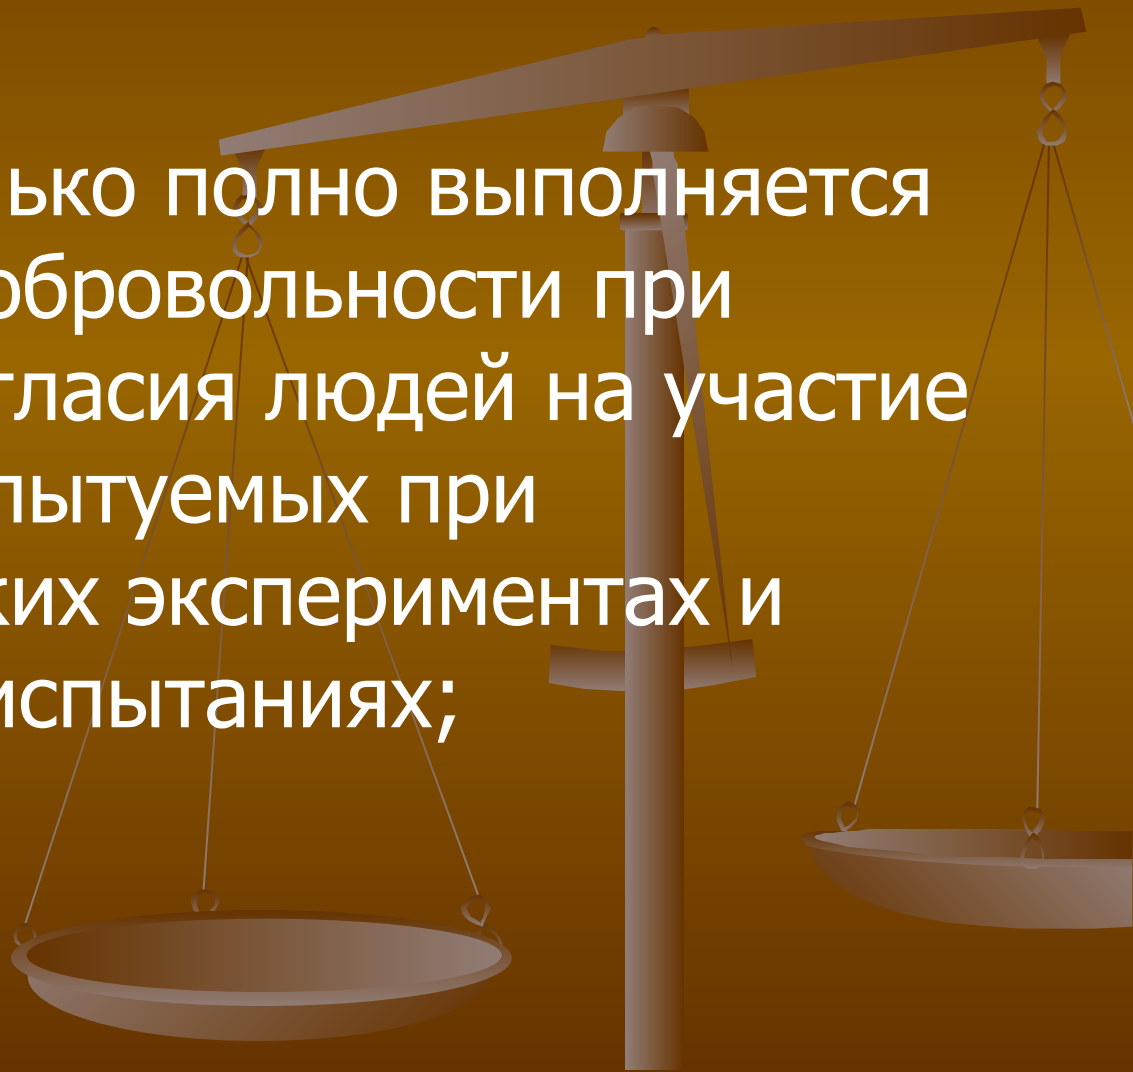 ько полно выполняется
обровольности при
гласия людей на участие
пытуемых при
ких экспериментах и
испытаниях;